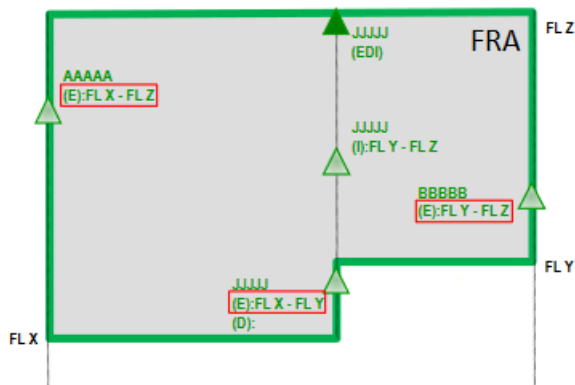 FL Z
JJJJJ
(EDI)
FRA
AAAAA
(E):FL X - FL Z
JJJJJ
(I):FL Y - FL Z
BBBBB
(E):FL Y - FL Z
FL Y
JJJJJ
(E):FL X - FL Y
(D):
FL X